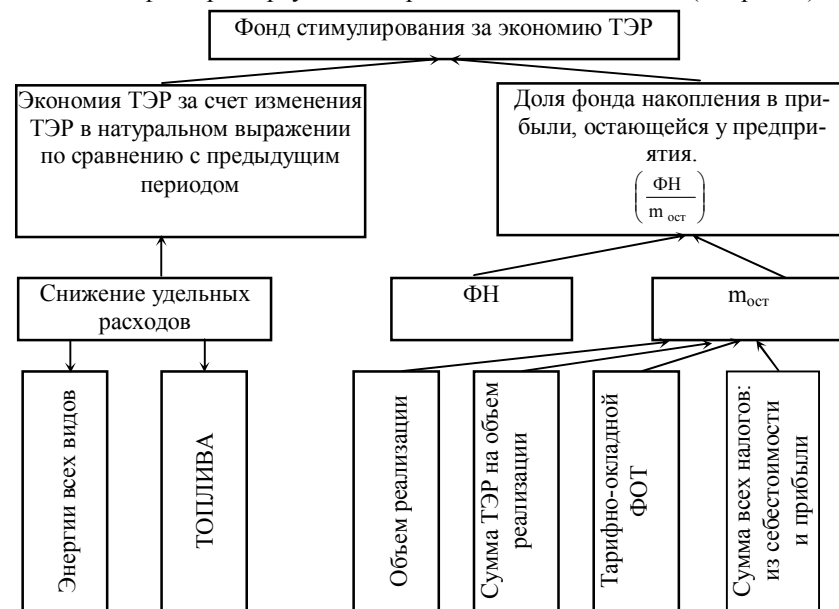 Фонд стимулирования за экономию ТЭР
Экономия ТЭР за счет изменения
ТЭР в натуральном выражении
по сравнению с предыдущим
периодом
Доля фонда накопления в при-
были, остающейся у предпри-
ятия.
(ФН / m ост)
Снижение удельных
расходов
ФН
mост
Энергии всех видов
ТОПЛИВА
Объем реализации
Сумма ТЭР на объем
реализации
Тарифно-окладной
ФОТ
Сумма всех налогов:
из себестоимости
и прибыли